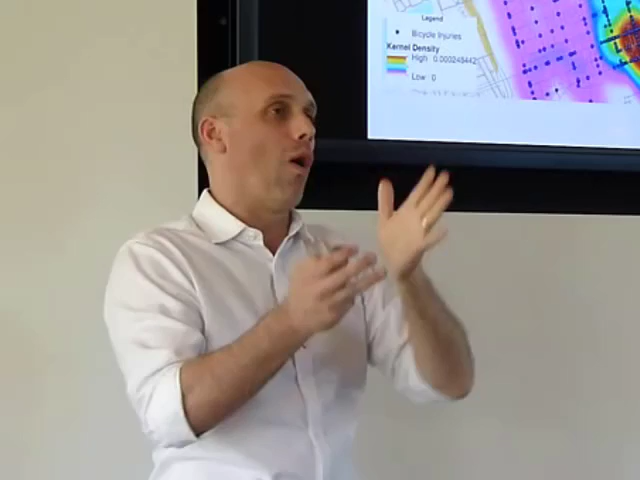 Legend
Bicycle Injuries
Kernel Density
High : 0.000248442
Low : 0